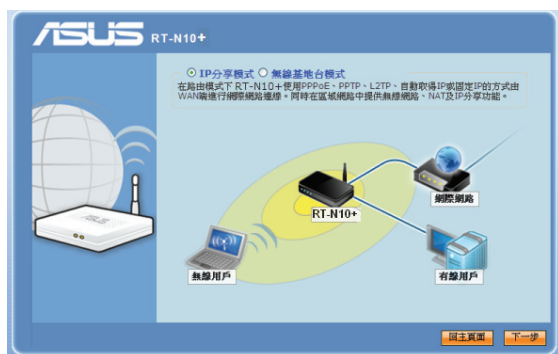 ASUS RT-N10+
IP分享模式 無線基地台模式
在路由模式下 RT-N10+使用PPPoE、PPTP、L2TP、自動取得IP或固定IP的方式由
WAN端進行網際網路連線。同時在區域網路中提供無線網路、NAT及IP分享功能。
網際網路
RT-N10+
ASUS
無線用戶
有線用戶
回主頁面 下一步